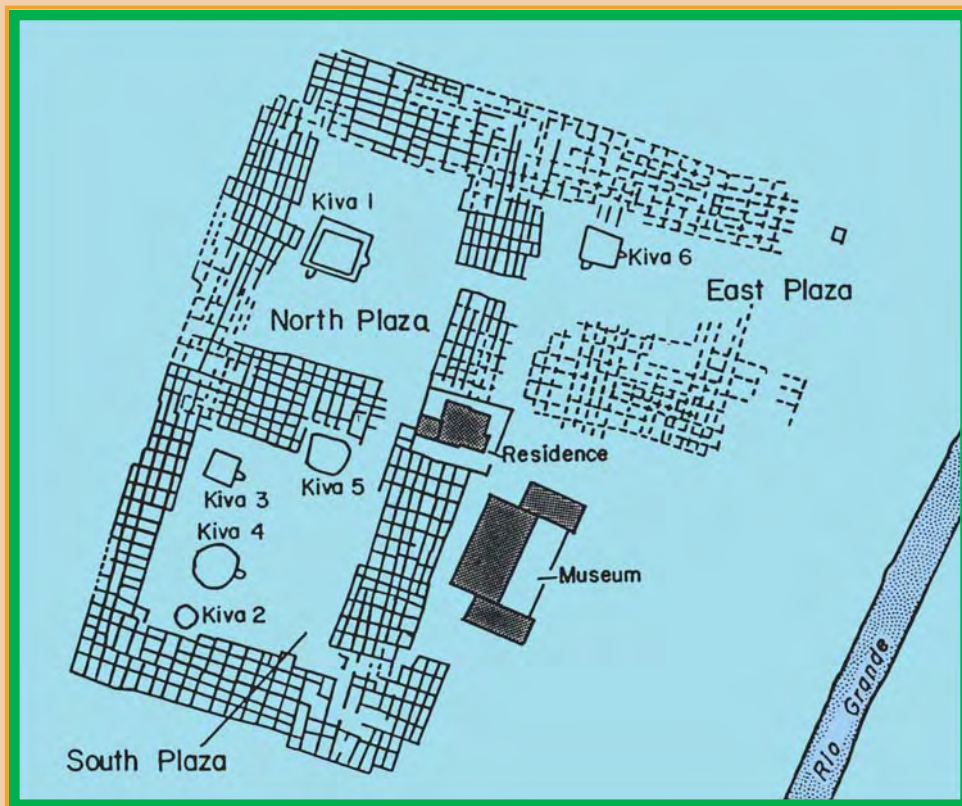 Kiva 1
Kiva 6
East Plaza
North Plaza
Residence
Kiva 5
Kiva 3
Kiva 4
Museum
Kiva 2
Rio Grande
South Plaza